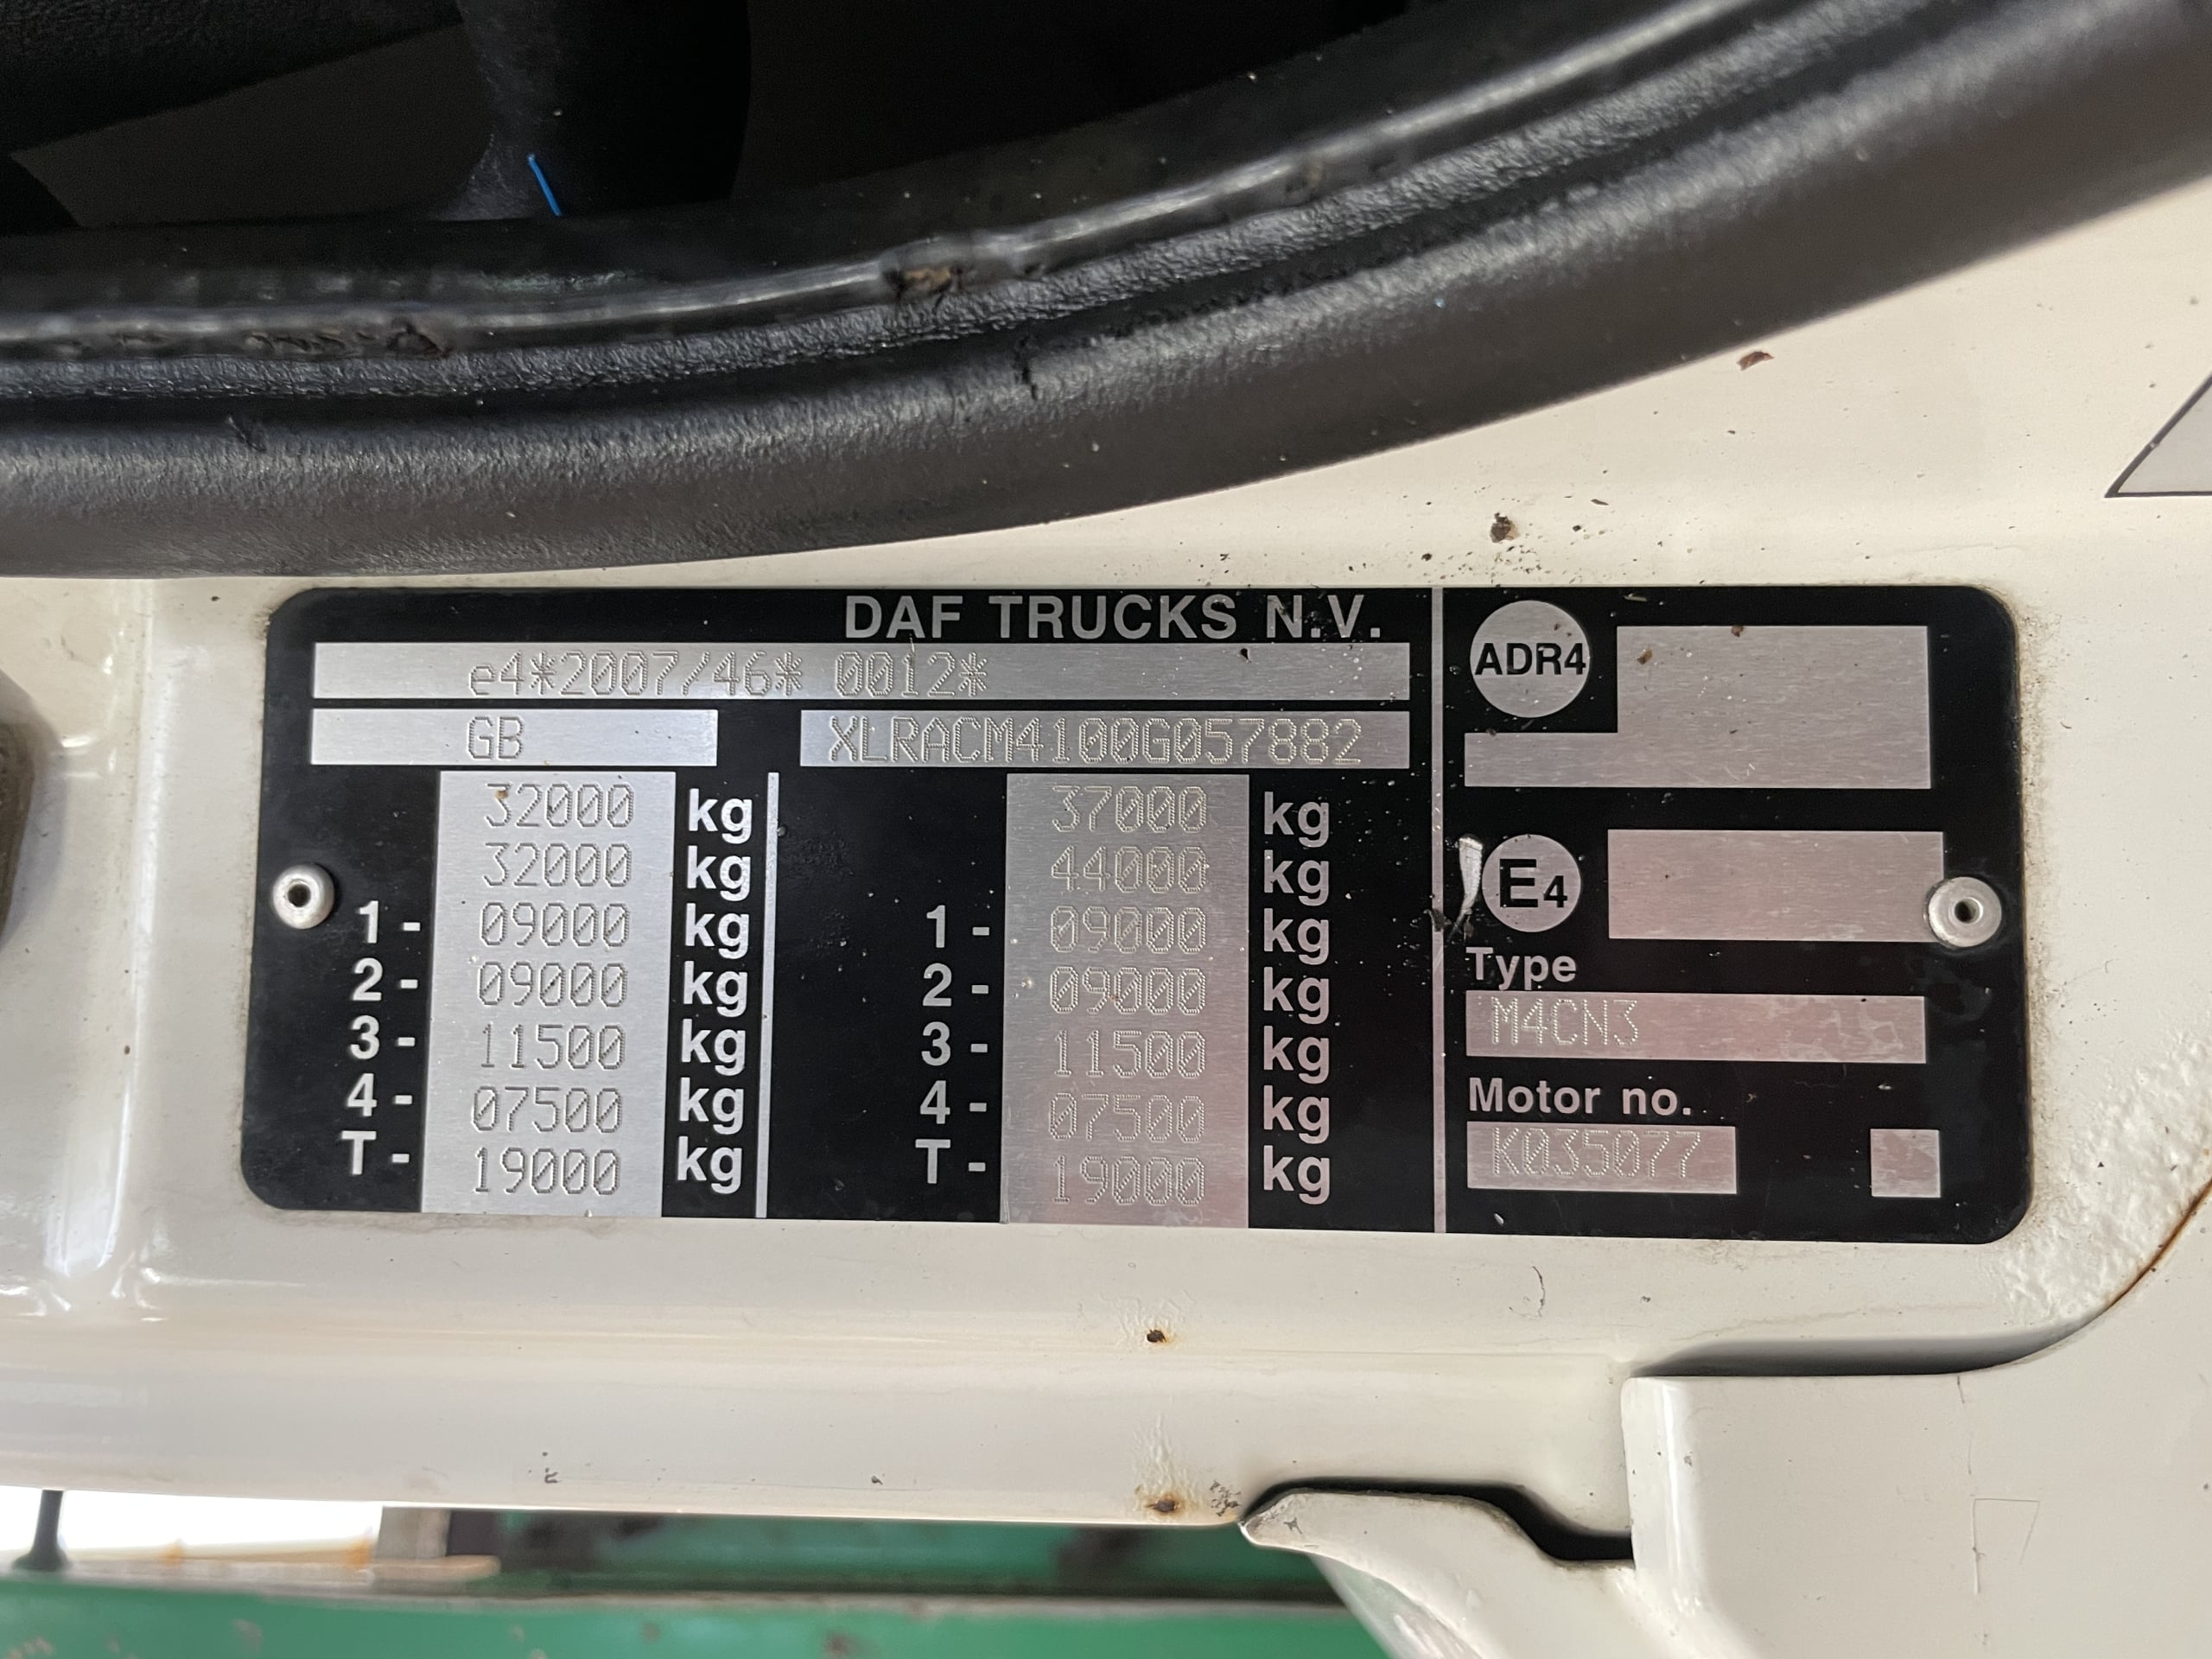 DAF TRUCKS N.V.
e4*2007/46* 0012*
GB XLRACM4100G057882
32000 kg 37000 kg
32000 kg 44000 kg
1- 09000 kg 1- 09000 kg
2- 09000 kg 2- 09000 kg
3- 11500 kg 3- 11500 kg
4- 07500 kg 4- 07500 kg
T- 19000 kg T- 19000 kg
ADR4
E4
Type
M4CN3
Motor no.
K035077